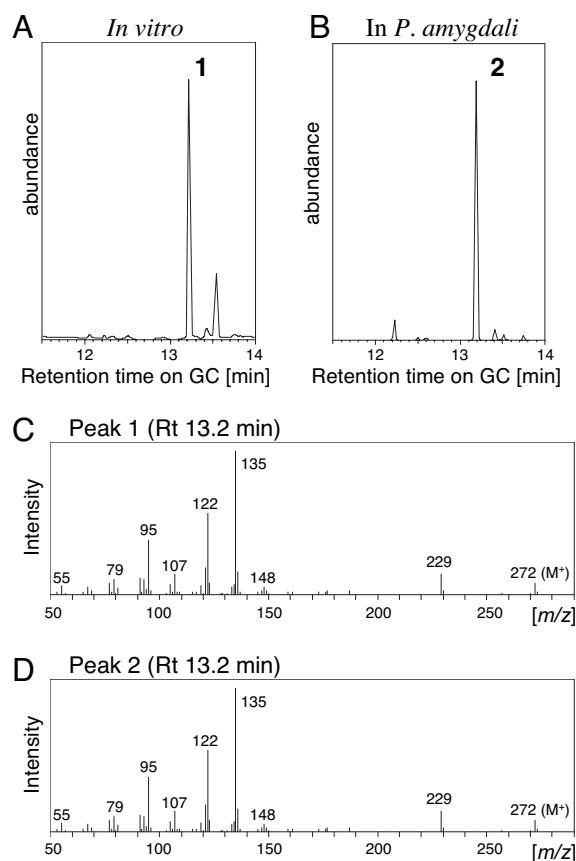 A In vitro
1
abundance
12 13 14
Retention time on GC [min]
B In P. amygdali
2
abundance
12 13 14
Retention time on GC [min]
C Peak 1 (Rt 13.2 min)
Intensity
55 79 95 107 122 135 148 229 272 (M⁺)
50 100 150 200 250 [m/z]
D Peak 2 (Rt 13.2 min)
Intensity
55 79 95 107 122 135 148 229 272 (M⁺)
50 100 150 200 250 [m/z]